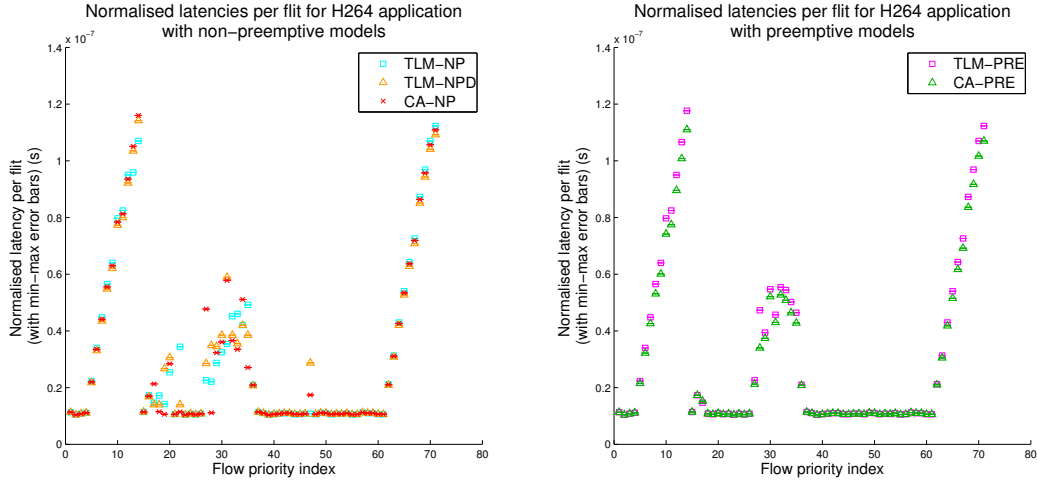 Normalised latencies per flit for H264 application
with non−preemptive models
x 10⁻⁷
1.4
1.2
1
0.8
0.6
0.4
0.2
0
0 10 20 30 40 50 60 70 80
Flow priority index
Normalised latency per flit
(with min−max error bars) (s)
TLM−NP
TLM−NPD
CA−NP
Normalised latencies per flit for H264 application
with preemptive models
x 10⁻⁷
1.4
1.2
1
0.8
0.6
0.4
0.2
0
0 10 20 30 40 50 60 70 80
Flow priority index
Normalised latency per flit
(with min−max error bars) (s)
TLM−PRE
CA−PRE